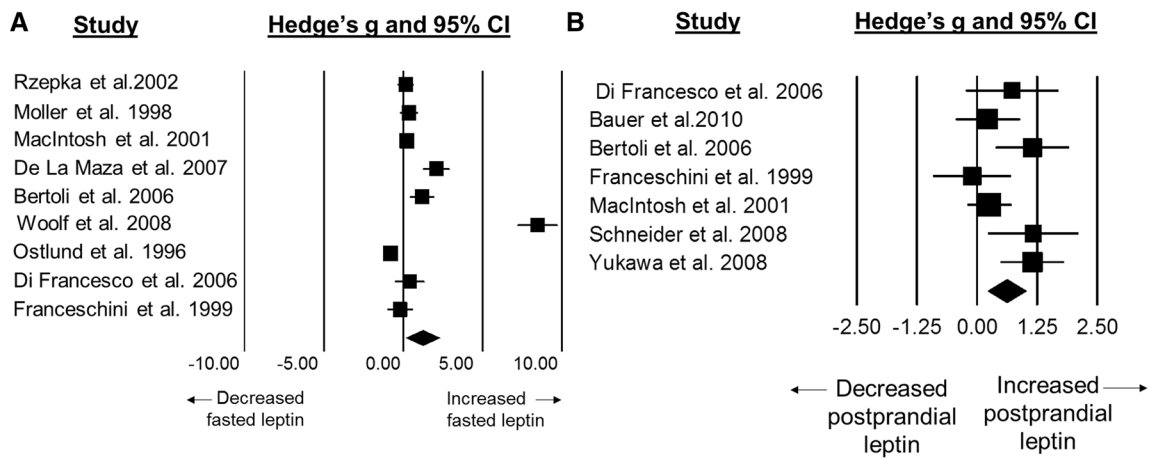 A
Study
Hedge’s g and 95% CI
Rzepka et al.2002
Moller et al. 1998
MacIntosh et al. 2001
De La Maza et al. 2007
Bertoli et al. 2006
Woolf et al. 2008
Ostlund et al. 1996
Di Francesco et al. 2006
Franceschini et al. 1999
-10.00 -5.00 0.00 5.00 10.00
Decreased
fasted leptin
Increased
fasted leptin
B
Study
Hedge’s g and 95% CI
Di Francesco et al. 2006
Bauer et al.2010
Bertoli et al. 2006
Franceschini et al. 1999
MacIntosh et al. 2001
Schneider et al. 2008
Yukawa et al. 2008
-2.50 -1.25 0.00 1.25 2.50
Decreased
postprandial
leptin
Increased
postprandial
leptin